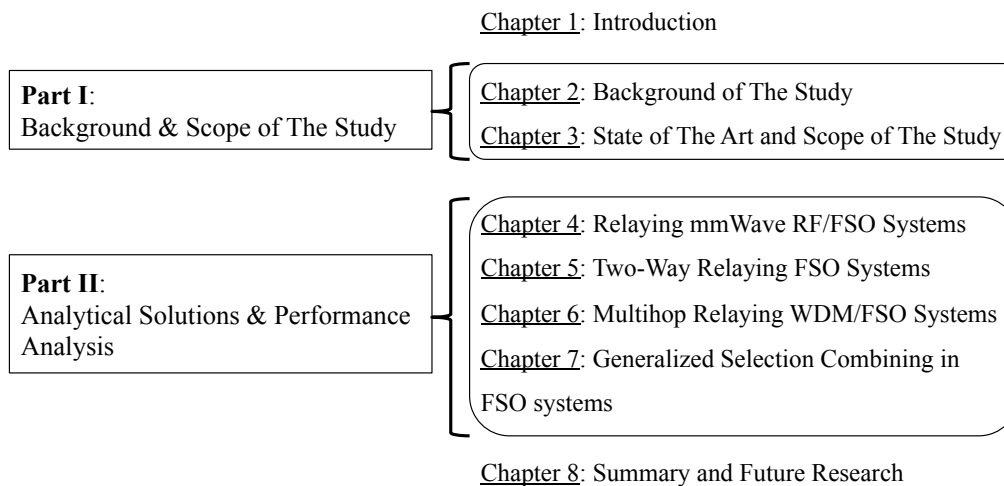 Chapter 1: Introduction
Part I:
Background & Scope of The Study
Chapter 2: Background of The Study
Chapter 3: State of The Art and Scope of The Study
Part II:
Analytical Solutions & Performance
Analysis
Chapter 4: Relaying mmWave RF/FSO Systems
Chapter 5: Two-Way Relaying FSO Systems
Chapter 6: Multihop Relaying WDM/FSO Systems
Chapter 7: Generalized Selection Combining in
FSO systems
Chapter 8: Summary and Future Research